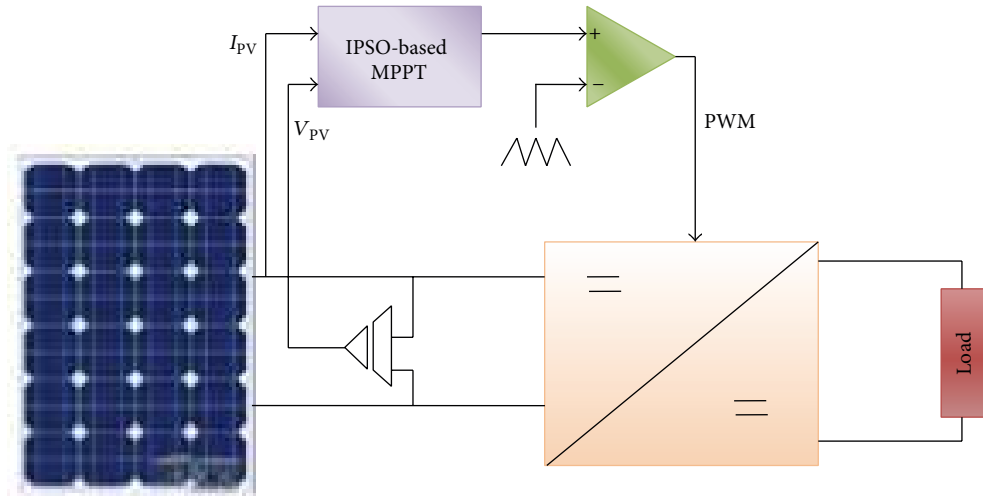 I_PV
IPSO-based
MPPT
+
−
V_PV
PWM
Load